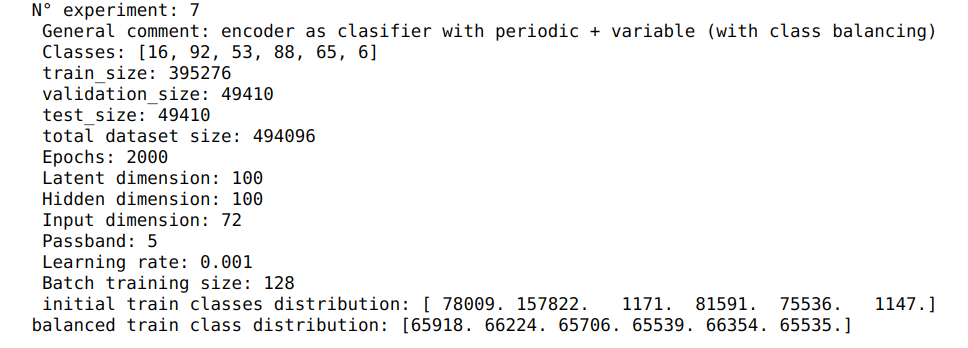 N° experiment: 7
General comment: encoder as clasifier with periodic + variable (with class balancing)
Classes: [16, 92, 53, 88, 65, 6]
train_size: 395276
validation_size: 49410
test_size: 49410
total dataset size: 494096
Epochs: 2000
Latent dimension: 100
Hidden dimension: 100
Input dimension: 72
Passband: 5
Learning rate: 0.001
Batch training size: 128
initial train classes distribution: [ 78009. 157822.   1171.  81591.  75536.   1147.]
balanced train class distribution: [65918. 66224. 65706. 65539. 66354. 65535.]